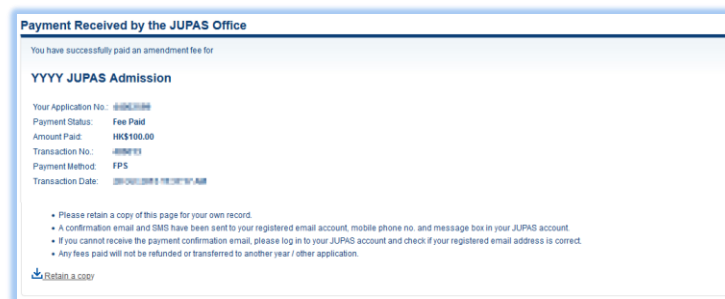 Payment Received by the JUPAS Office
You have successfully paid an amendment fee for
YYYY JUPAS Admission
Your Application No.:
Payment Status: Fee Paid
Amount Paid: HK$100.00
Transaction No.:
Payment Method: FPS
Transaction Date:
• Please retain a copy of this page for your own record.
• A confirmation email and SMS have been sent to your registered email account, mobile phone no. and message box in your JUPAS account.
• If you cannot receive the payment confirmation email, please log in to your JUPAS account and check if your registered email address is correct.
• Any fees paid will not be refunded or transferred to another year / other application.
Retain a copy